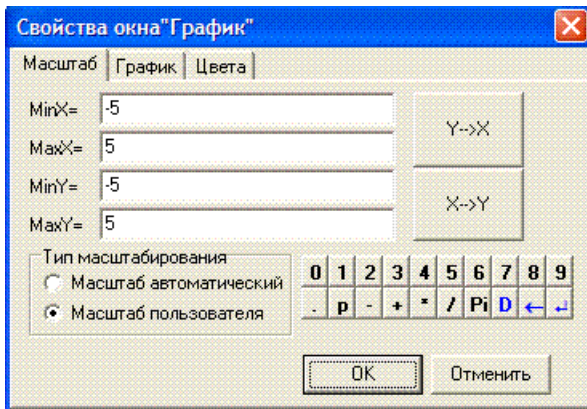 Свойства окна"График"
Масштаб График Цвета
MinX= -5
MaxX= 5
MinY= -5
MaxY= 5
Y-->X
X-->Y
Тип масштабирования
Масштаб автоматический
Масштаб пользователя
0 1 2 3 4 5 6 7 8 9
. p - + * / Pi D ← ↵
OK Отменить